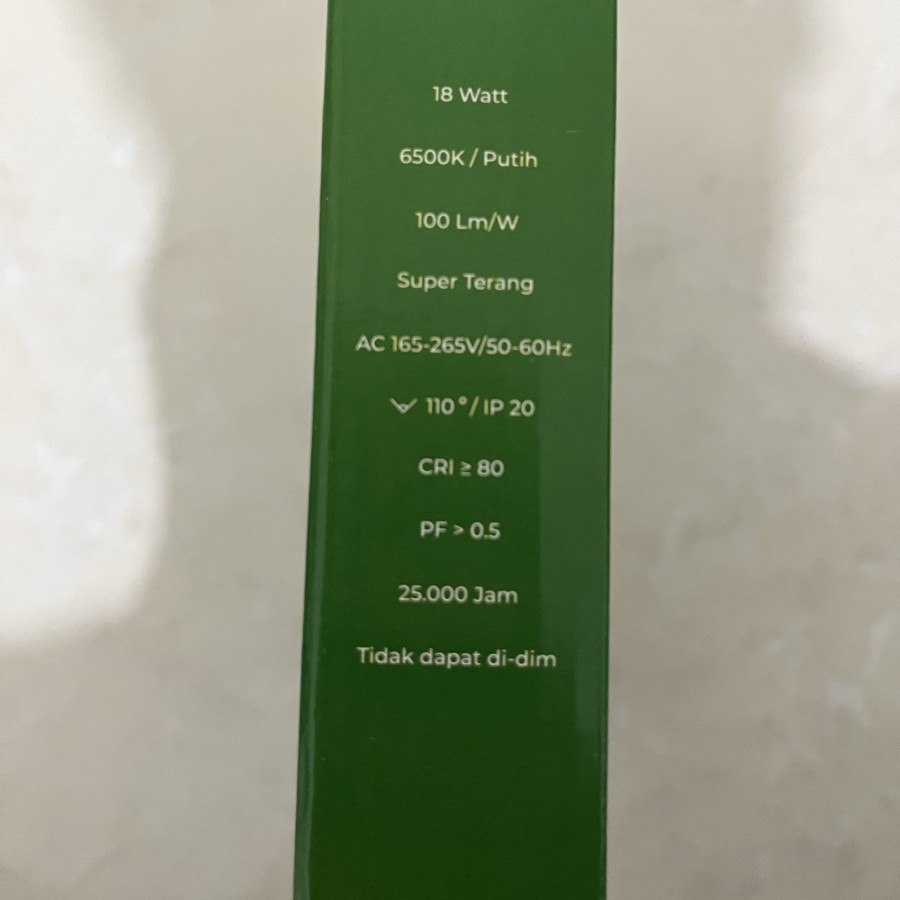 18 Watt
6500K / Putih
100 Lm/W
Super Terang
AC 165-265V/50-60Hz
110°/ IP 20
CRI ≥ 80
PF > 0.5
25.000 Jam
Tidak dapat di-dim